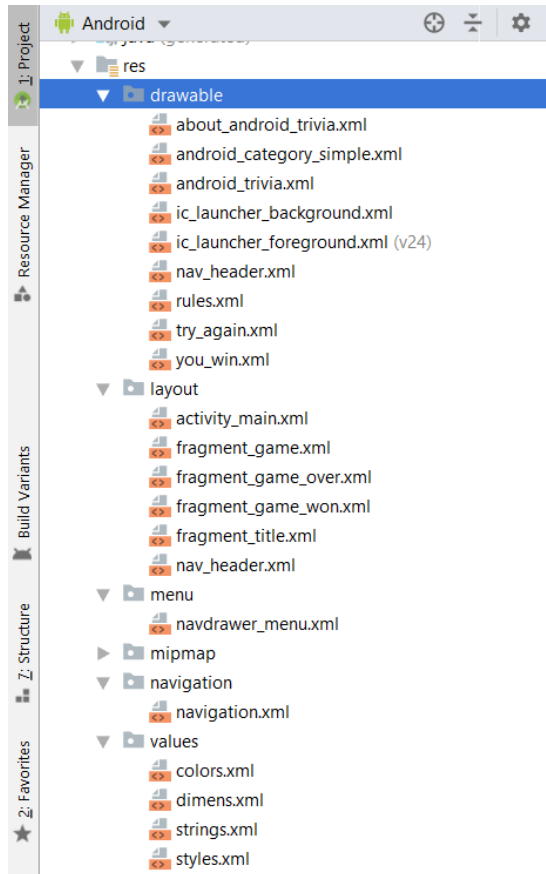 Android
java (generated)
res
drawable
about_android_trivia.xml
android_category_simple.xml
android_trivia.xml
ic_launcher_background.xml
ic_launcher_foreground.xml (v24)
nav_header.xml
rules.xml
try_again.xml
you_win.xml
layout
activity_main.xml
fragment_game.xml
fragment_game_over.xml
fragment_game_won.xml
fragment_title.xml
nav_header.xml
menu
navdrawer_menu.xml
mipmap
navigation
navigation.xml
values
colors.xml
dimens.xml
strings.xml
styles.xml
1: Project
Resource Manager
Build Variants
7: Structure
2: Favorites